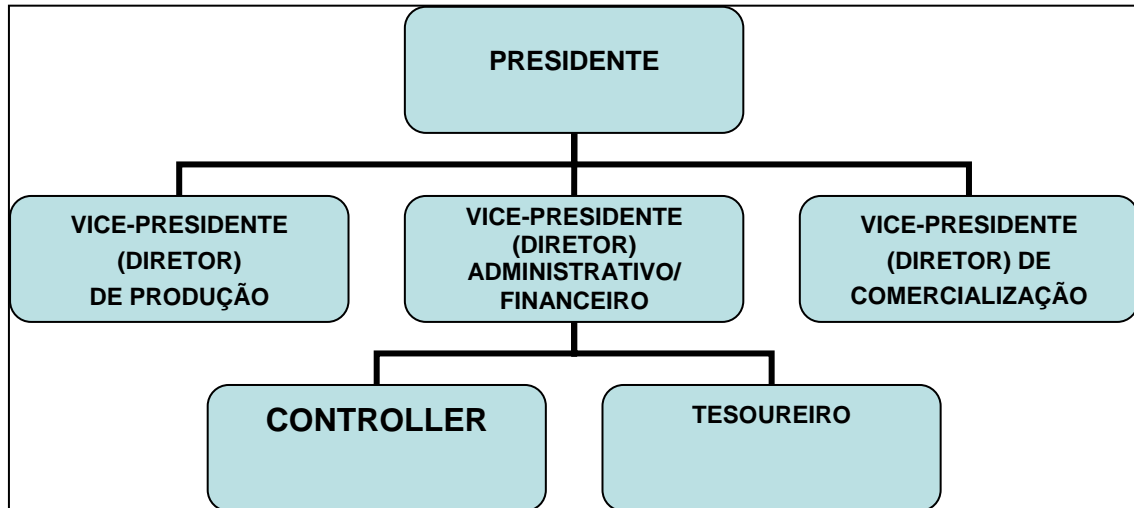 PRESIDENTE
VICE-PRESIDENTE
(DIRETOR)
DE PRODUÇÃO
VICE-PRESIDENTE
(DIRETOR)
ADMINISTRATIVO/
FINANCEIRO
VICE-PRESIDENTE
(DIRETOR) DE
COMERCIALIZAÇÃO
CONTROLLER
TESOUREIRO